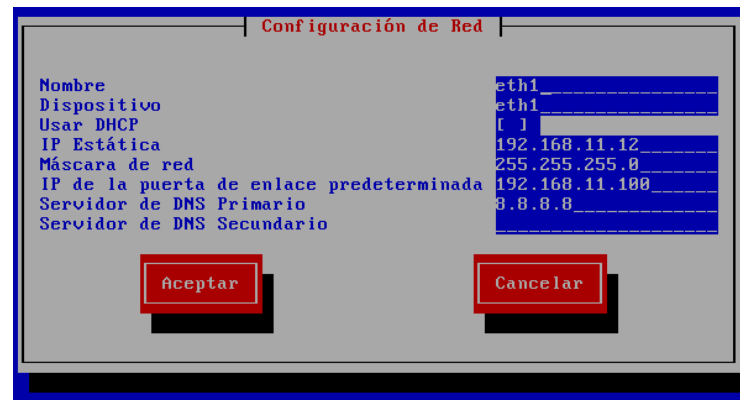 Configuración de Red
Nombre eth1
Dispositivo eth1
Usar DHCP [ ]
IP Estática 192.168.11.12
Máscara de red 255.255.255.0
IP de la puerta de enlace predeterminada 192.168.11.100
Servidor de DNS Primario 8.8.8.8
Servidor de DNS Secundario
Aceptar Cancelar